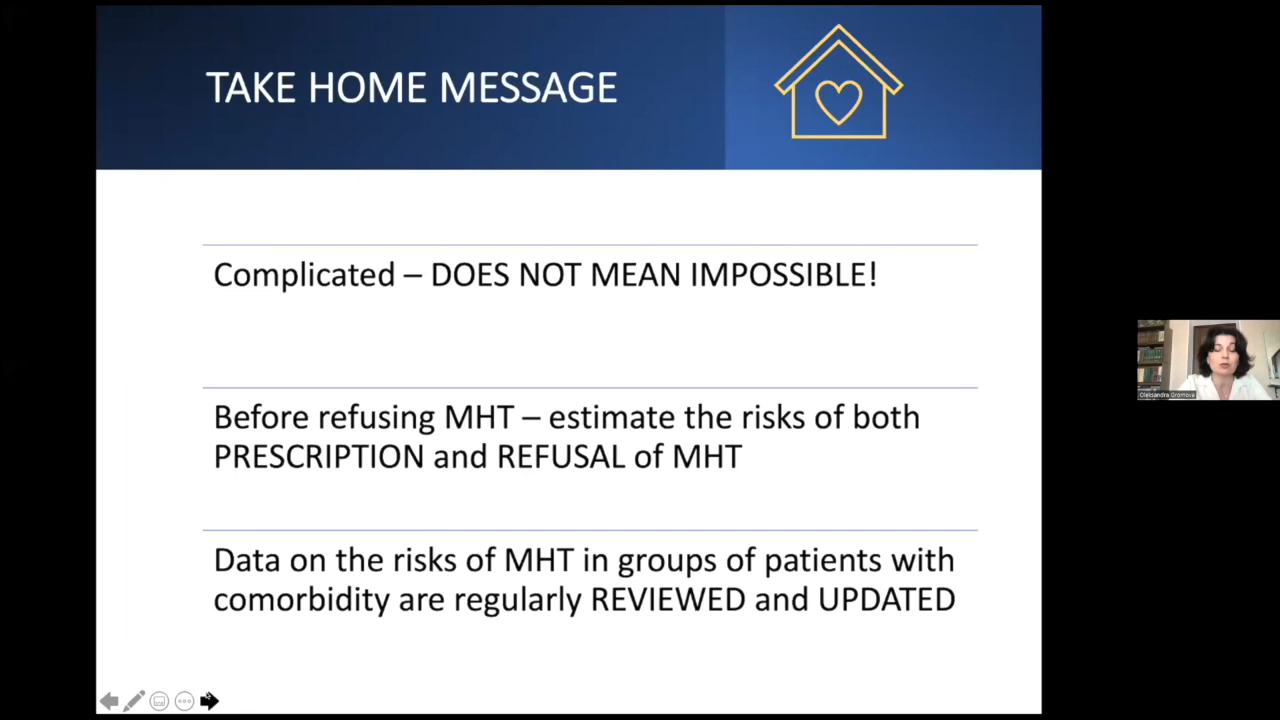 TAKE HOME MESSAGE
Complicated – DOES NOT MEAN IMPOSSIBLE!
Before refusing MHT – estimate the risks of both
PRESCRIPTION and REFUSAL of MHT
Data on the risks of MHT in groups of patients with
comorbidity are regularly REVIEWED and UPDATED
Oleksandra Gromova